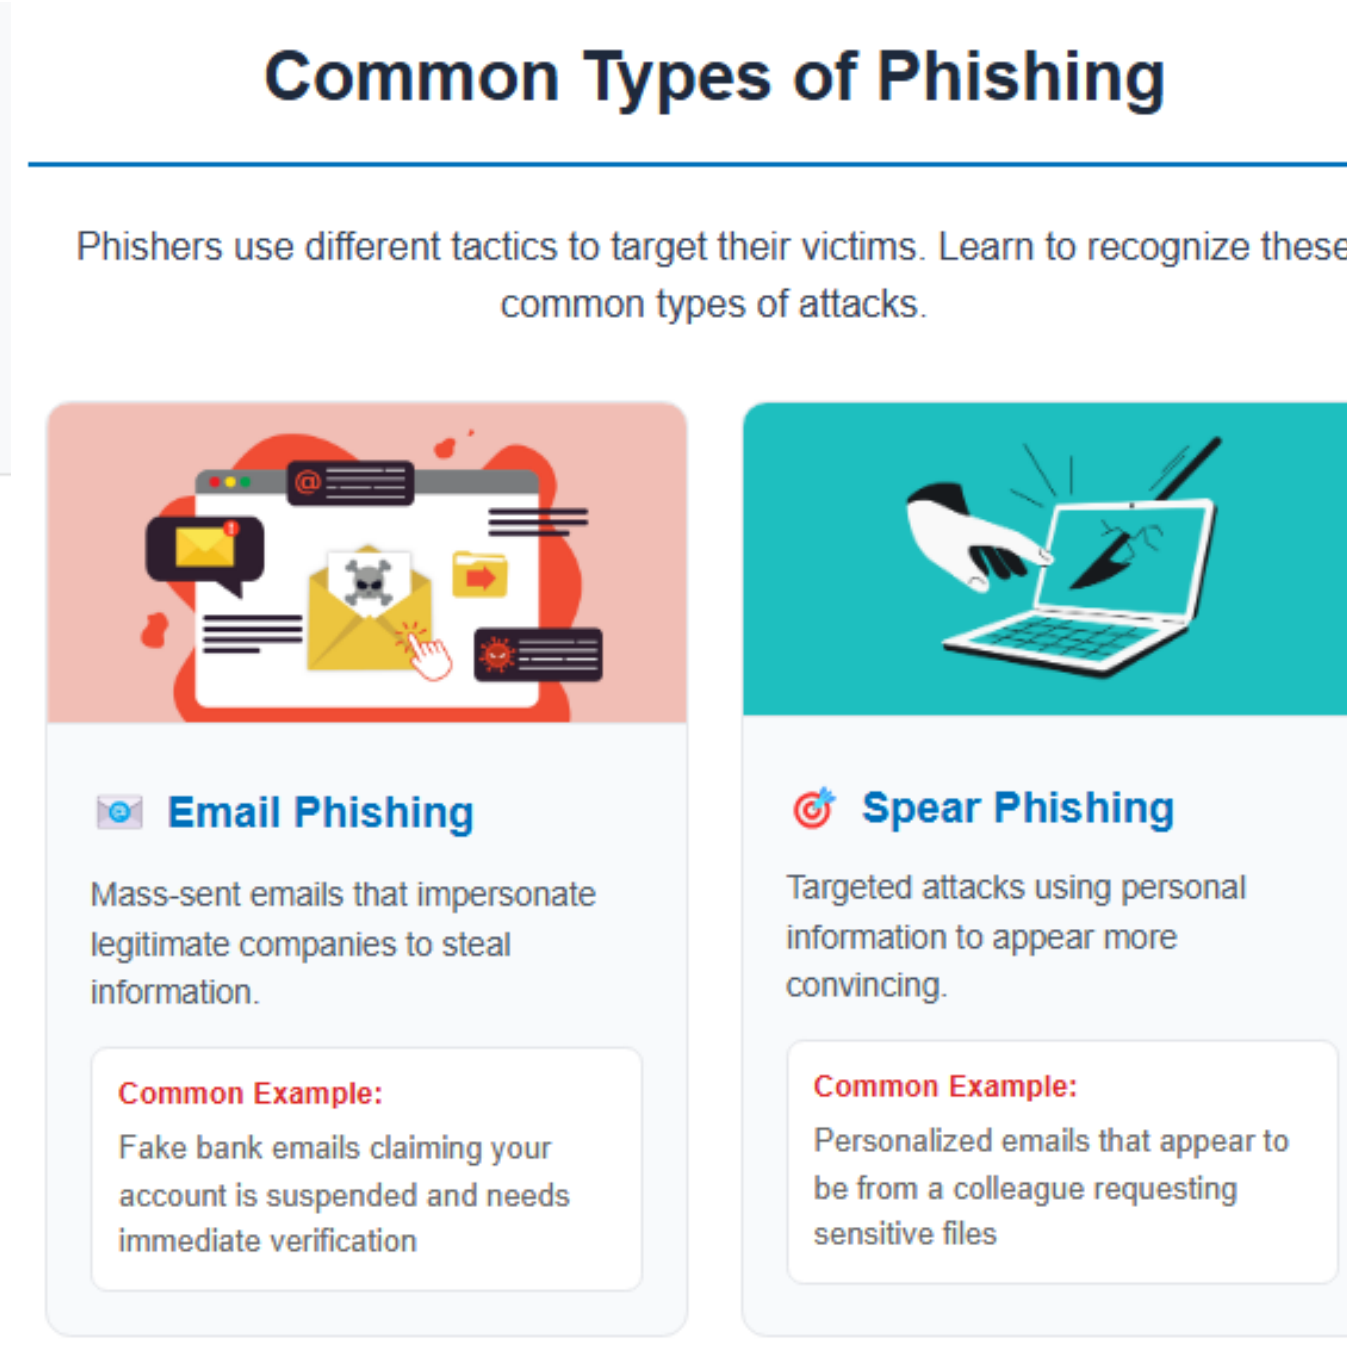 Common Types of Phishing
Phishers use different tactics to target their victims. Learn to recognize these
common types of attacks.
@
Email Phishing
Mass-sent emails that impersonate
legitimate companies to steal
information.
Common Example:
Fake bank emails claiming your
account is suspended and needs
immediate verification
Spear Phishing
Targeted attacks using personal
information to appear more
convincing.
Common Example:
Personalized emails that appear to
be from a colleague requesting
sensitive files